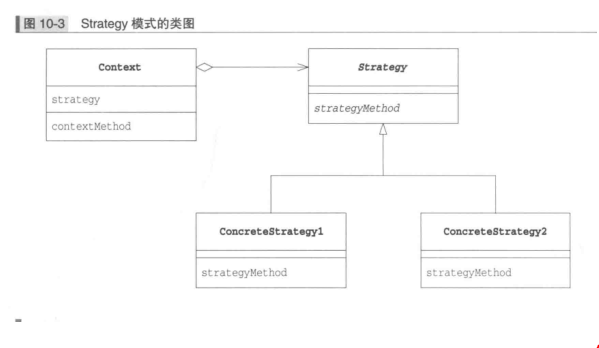 图 10-3 Strategy 模式的类图
Context
Strategy
strategy
strategyMethod
contextMethod
ConcreteStrategy1
ConcreteStrategy2
strategyMethod
strategyMethod